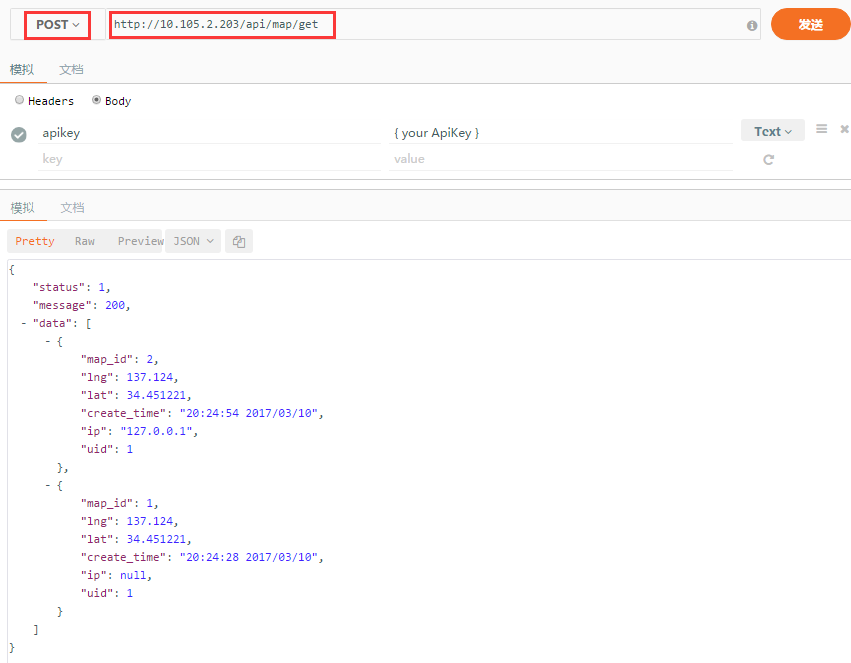 POST http://10.105.2.203/api/map/get 发送
模拟 文档
Headers Body
apikey { your ApiKey } Text
key value
模拟 文档
Pretty Raw Preview JSON
{
"status": 1,
"message": 200,
- "data": [
- {
"map_id": 2,
"lng": 137.124,
"lat": 34.451221,
"create_time": "20:24:54 2017/03/10",
"ip": "127.0.0.1",
"uid": 1
},
- {
"map_id": 1,
"lng": 137.124,
"lat": 34.451221,
"create_time": "20:24:28 2017/03/10",
"ip": null,
"uid": 1
}
]
}